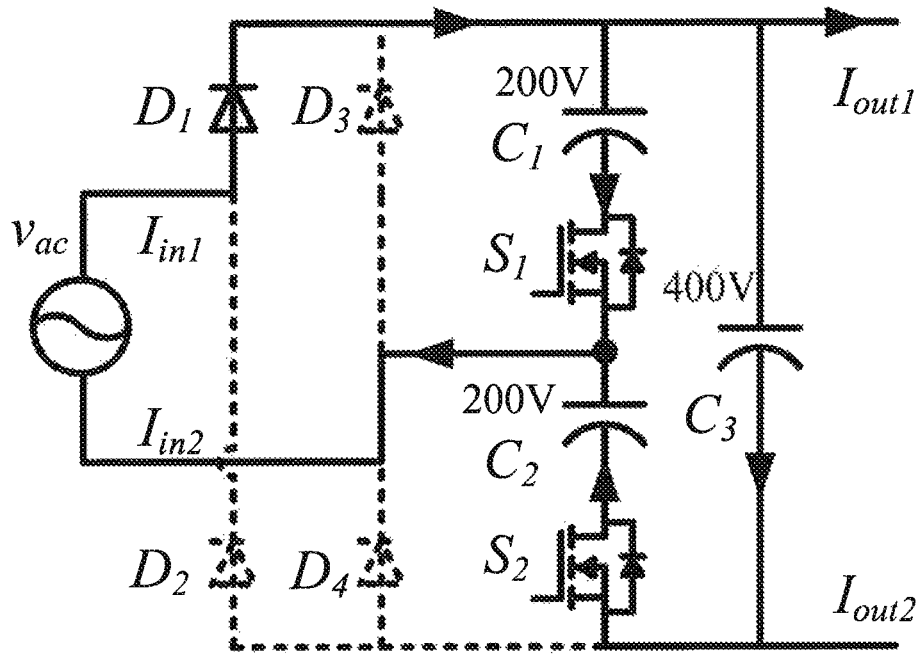 200V
D1
D3
Iout1
C1
vac
Iin1
S1
400V
200V
C3
Iin2
C2
S2
D2
D4
Iout2